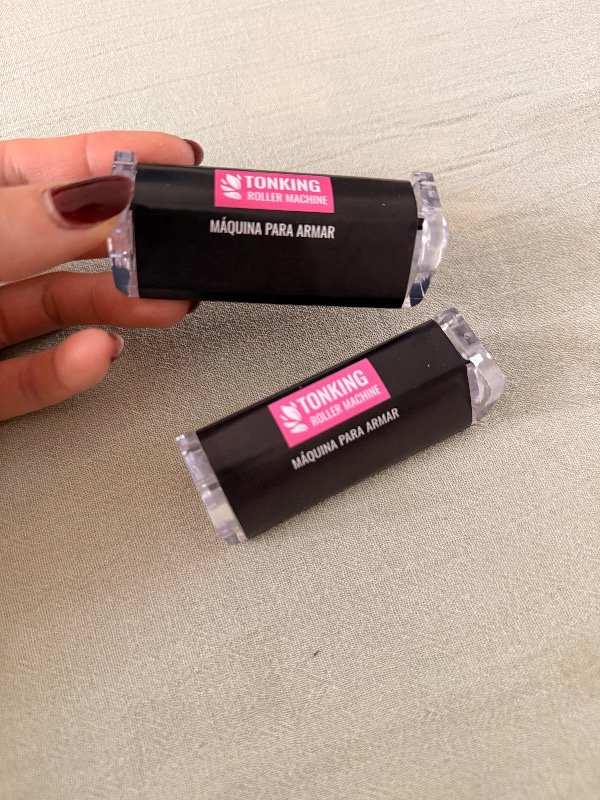 TONKING
ROLLER MACHINE
MÁQUINA PARA ARMAR
TONKING
ROLLER MACHINE
MÁQUINA PARA ARMAR